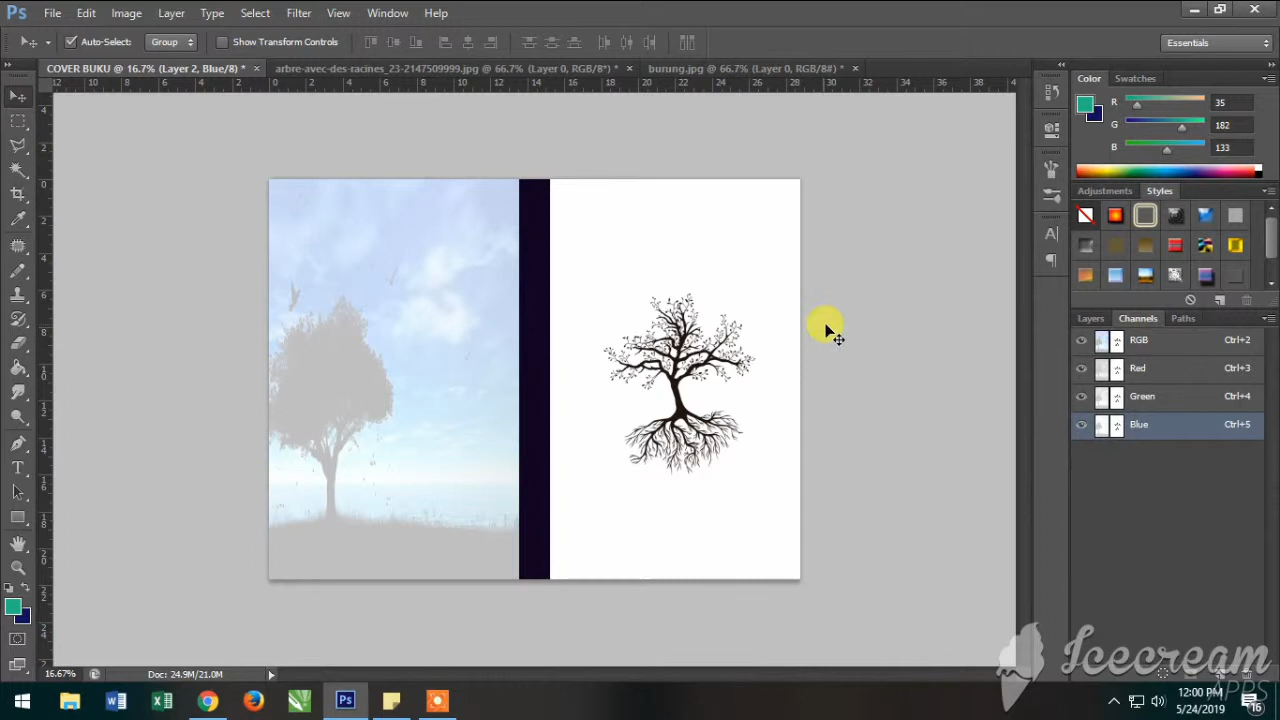 Ps File Edit Image Layer Type Select Filter 3D View Window Help
Auto-Select: Group Show Transform Controls Essentials
COVER BUKU @ 16.7% (Layer 2, Blue/8) * × arbre-avec-des-racines_23-2147509999.jpg @ 66.7% (Layer 0, RGB/8*) * × burung.jpg @ 66.7% (Layer 0, RGB/8#) * ×
Color Swatches
R 35
G 182
B 133
Adjustments Styles
Layers Channels Paths
RGB Ctrl+2
Red Ctrl+3
Green Ctrl+4
Blue Ctrl+5
16.67% Doc: 24.9M/21.0M
Icecream
APPS
12:00 PM
5/24/2019
16